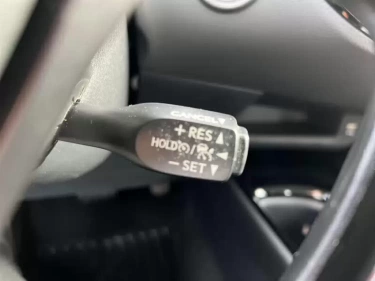 CANCEL
+ RES
HOLD /
− SET